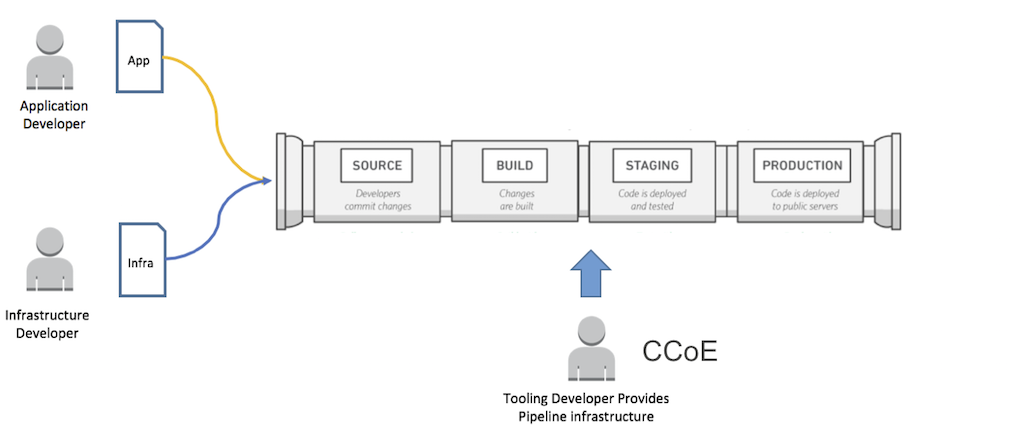 App
Application
Developer
SOURCE
Developers
commit changes
BUILD
Changes
are built
STAGING
Code is deployed
and tested
PRODUCTION
Code is deployed
to public servers
Infra
Infrastructure
Developer
CCoE
Tooling Developer Provides
Pipeline infrastructure